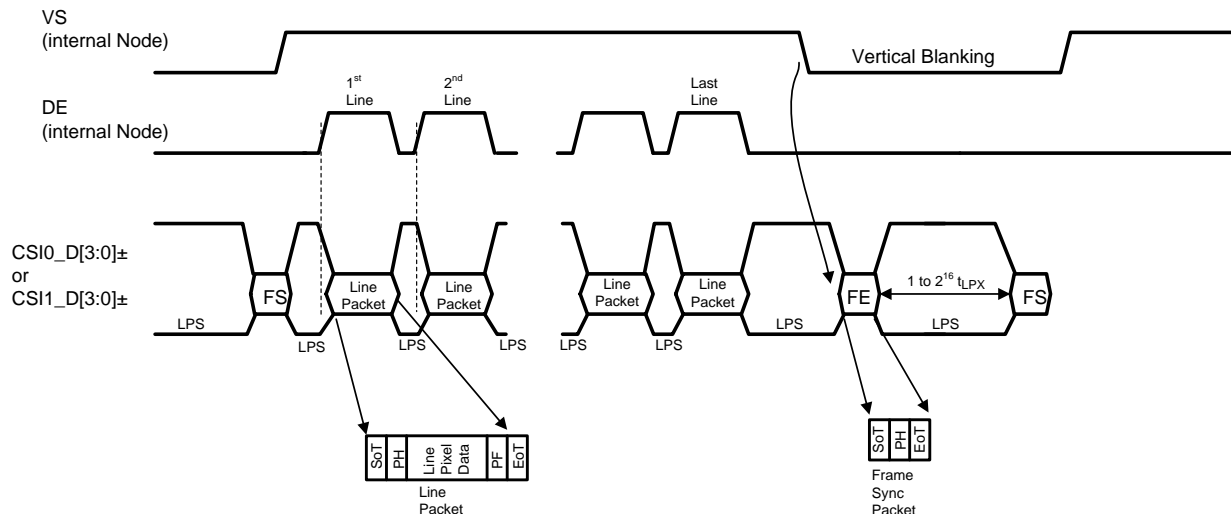 VS
(internal Node)
Vertical Blanking
1st
Line
2nd
Line
Last
Line
DE
(internal Node)
CSI0_D[3:0]±
or
CSI1_D[3:0]±
FS
Line
Packet
Line
Packet
Line
Packet
Line
Packet
FE
1 to 2^16 tLPX
FS
LPS
LPS
LPS
LPS
LPS
LPS
LPS
LPS
SoT
PH
Line
Pixel
Data
PF
EoT
Line
Packet
SoT
PH
EoT
Frame
Sync
Packet